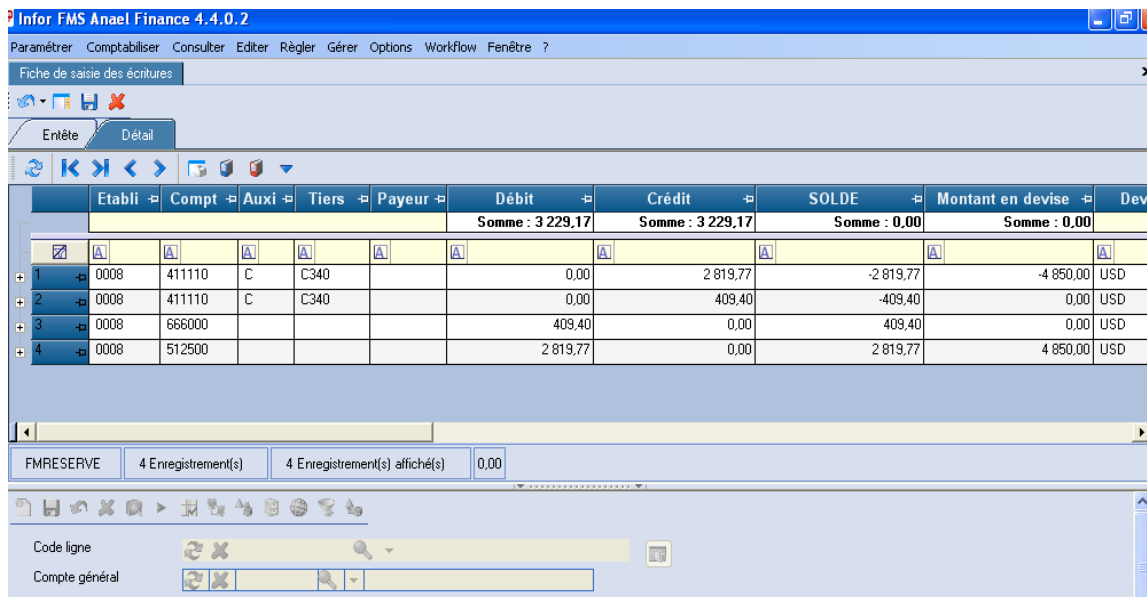 Infor FMS Anael Finance 4.4.0.2
Paramétrer Comptabiliser Consulter Editer Règler Gérer Options Workflow Fenêtre ?
Fiche de saisie des écritures
Entête Détail
Etabli Compt Auxi Tiers Payeur Débit Crédit SOLDE Montant en devise Dev
Somme : 3 229,17 Somme : 3 229,17 Somme : 0,00 Somme : 0,00
A A A A A A A A A A
1 0008 411110 C C340 0,00 2 819,77 -2 819,77 -4 850,00 USD
2 0008 411110 C C340 0,00 409,40 -409,40 0,00 USD
3 0008 666000 409,40 0,00 409,40 0,00 USD
4 0008 512500 2 819,77 0,00 2 819,77 4 850,00 USD
FMRESERVE 4 Enregistrement(s) 4 Enregistrement(s) affiché(s) 0,00
Code ligne
Compte général